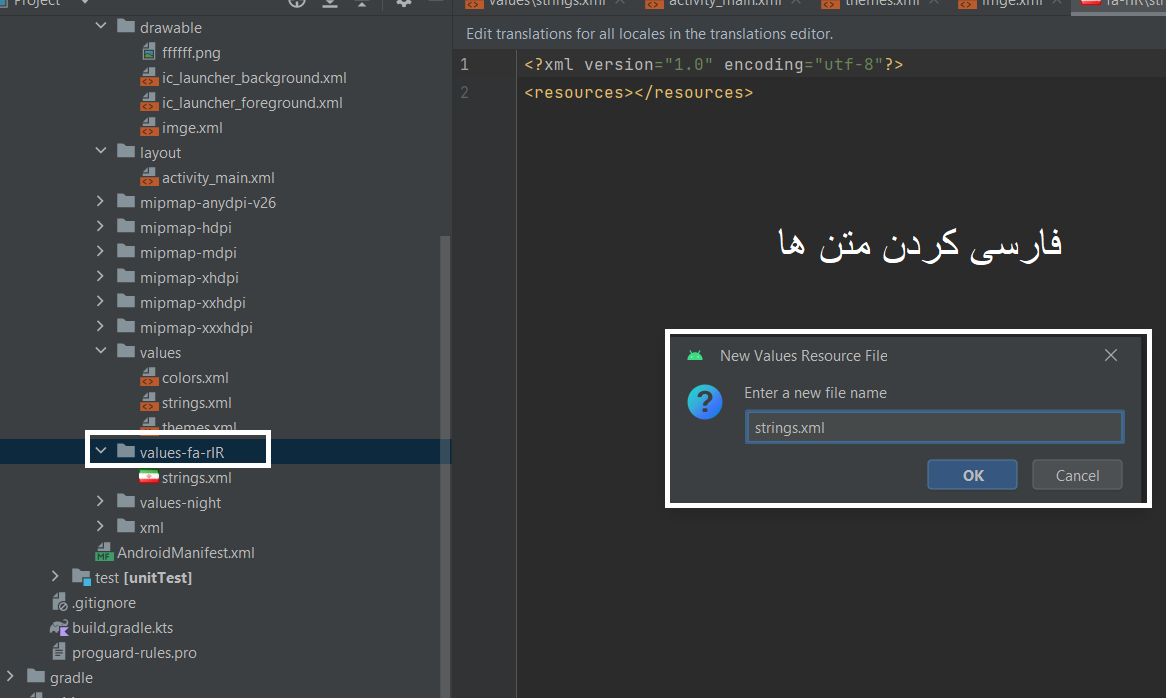 Project
values\strings.xml
activity_main.xml
themes.xml
imge.xml
drawable
ffffff.png
ic_launcher_background.xml
ic_launcher_foreground.xml
imge.xml
layout
activity_main.xml
mipmap-anydpi-v26
mipmap-hdpi
mipmap-mdpi
mipmap-xhdpi
mipmap-xxhdpi
mipmap-xxxhdpi
values
colors.xml
strings.xml
themes.xml
values-fa-rIR
strings.xml
values-night
xml
MF AndroidManifest.xml
test [unitTest]
.gitignore
build.gradle.kts
proguard-rules.pro
gradle
Edit translations for all locales in the translations editor.
1 <?xml version="1.0" encoding="utf-8"?>
2 <resources></resources>
فارسی کردن متن ها
New Values Resource File
? Enter a new file name
strings.xml
OK Cancel